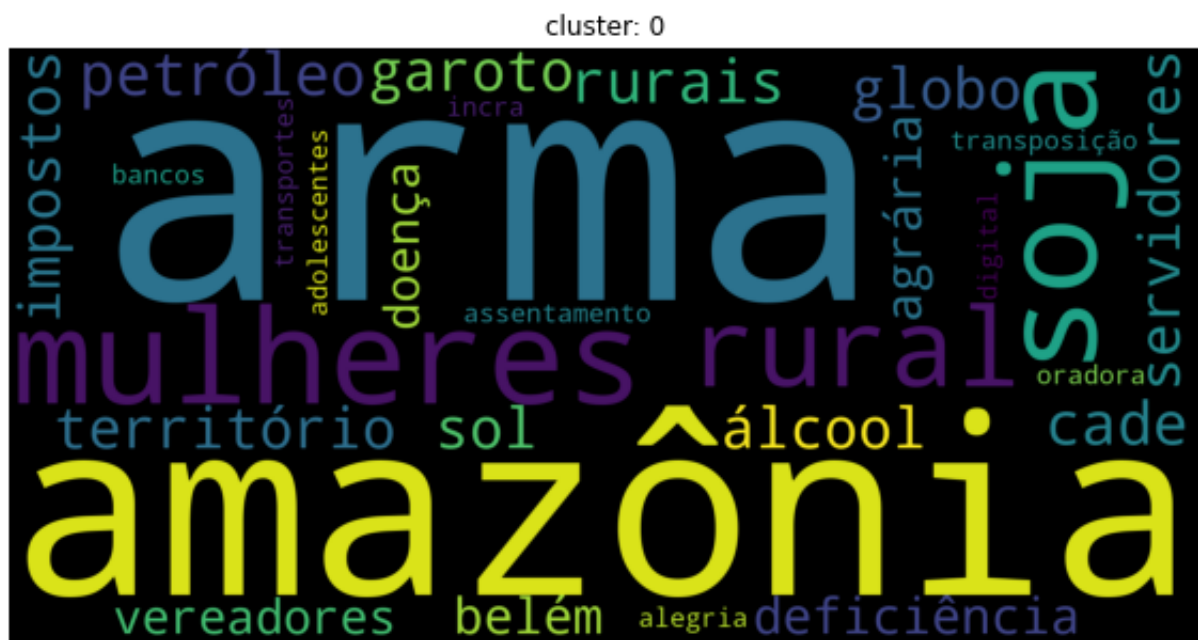 cluster: 0
impostos
petróleo
garoto
rurais
globo
servidores
incra
arma
soja
transportes
adolescentes
bancos
doença
agrária
transposição
digital
assentamento
mulheres
rural
oradora
território
sol
álcool
cade
amazônia
vereadores
belém
alegria
deficiência